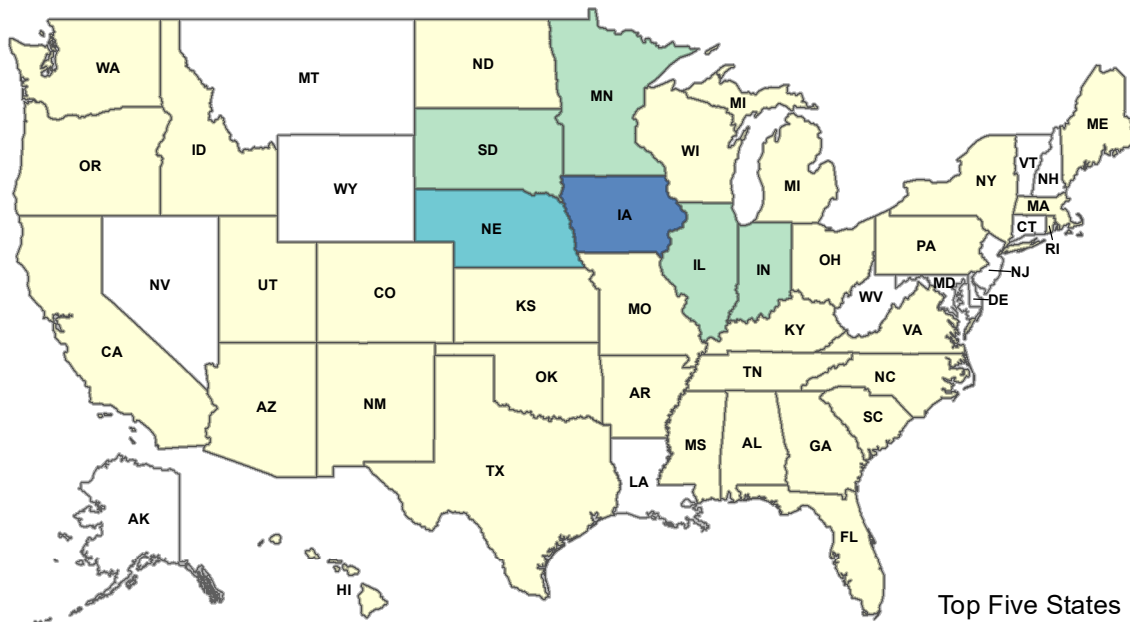 WA
MT
ND
MN
MI
ME
OR
ID
SD
WI
VT
NH
NY
WY
MI
MA
IA
CT
RI
NE
PA
NV
UT
CO
IL
IN
OH
NJ
MD
DE
WV
KS
MO
KY
VA
CA
TN
NC
OK
AR
AZ
NM
SC
MS
AL
GA
TX
LA
AK
FL
HI
Top Five States